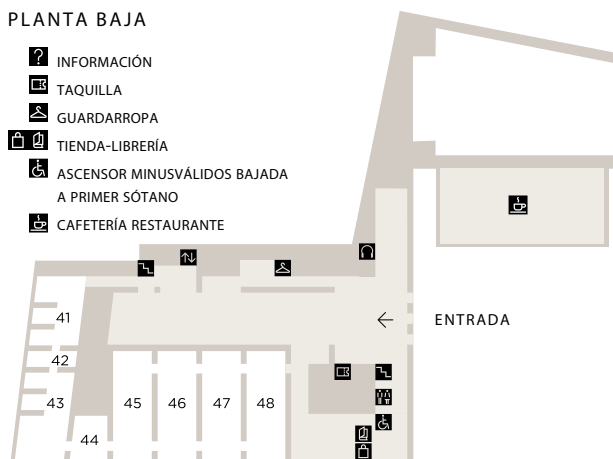 PLANTA BAJA
?
INFORMACIÓN
TAQUILLA
GUARDARROPA
TIENDA-LIBRERÍA
ASCENSOR MINUSVÁLIDOS BAJADA
A PRIMER SÓTANO
CAFETERÍA RESTAURANTE
ENTRADA
41
42
43
44
45
46
47
48